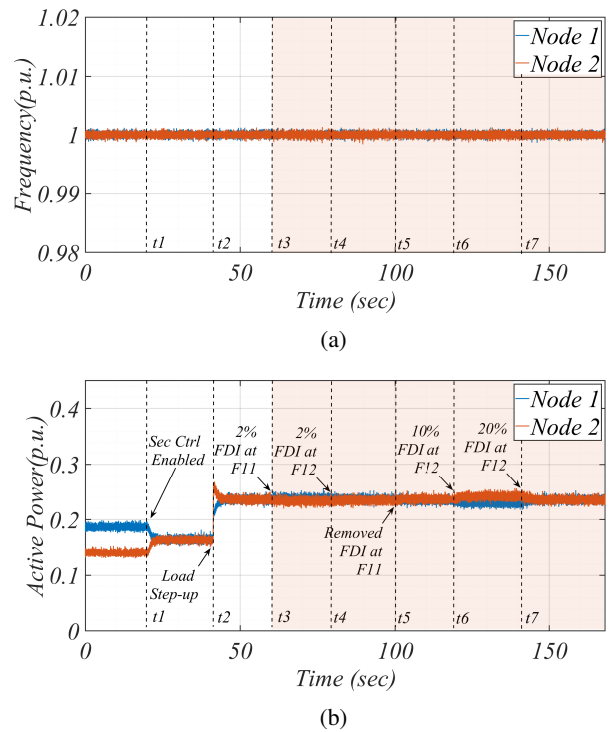 1.02
1.01
1
0.99
0.98
Frequency(p.u.)
Node 1
Node 2
t1
t2
t3
t4
t5
t6
t7
0
50
100
150
Time (sec)
(a)
0.4
0.3
0.2
0.1
0
Active Power(p.u.)
Node 1
Node 2
Sec Ctrl
Enabled
2%
FDI at
F11
2%
FDI at
F12
10%
FDI at
F!2
20%
FDI at
F12
Load
Step-up
Removed
FDI at
F11
t1
t2
t3
t4
t5
t6
t7
0
50
100
150
Time (sec)
(b)